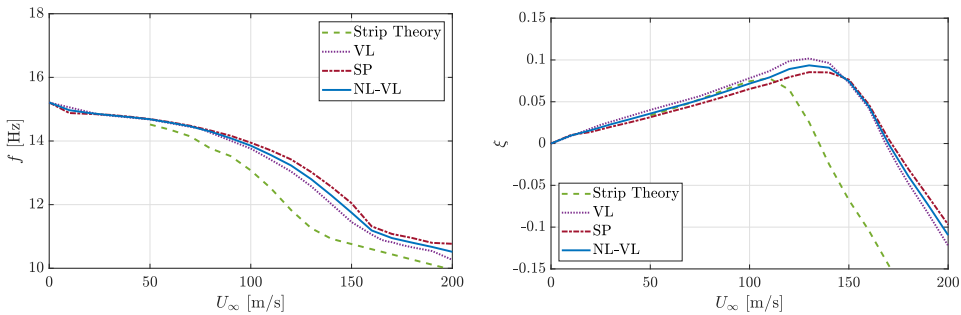 18
16
14
12
10
f [Hz]
0
50
100
150
200
U∞ [m/s]
Strip Theory
VL
SP
NL-VL
0.15
0.1
0.05
0
−0.05
−0.1
−0.15
ξ
0
50
100
150
200
U∞ [m/s]
Strip Theory
VL
SP
NL-VL